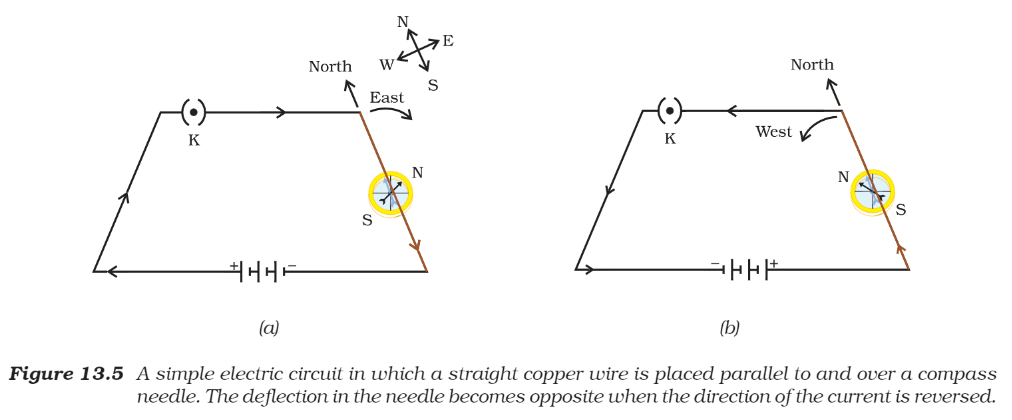 N
E
W
S
North
East
K
N
S
+ −
(a)
North
West
K
N
S
− +
(b)
Figure 13.5 A simple electric circuit in which a straight copper wire is placed parallel to and over a compass
needle. The deflection in the needle becomes opposite when the direction of the current is reversed.